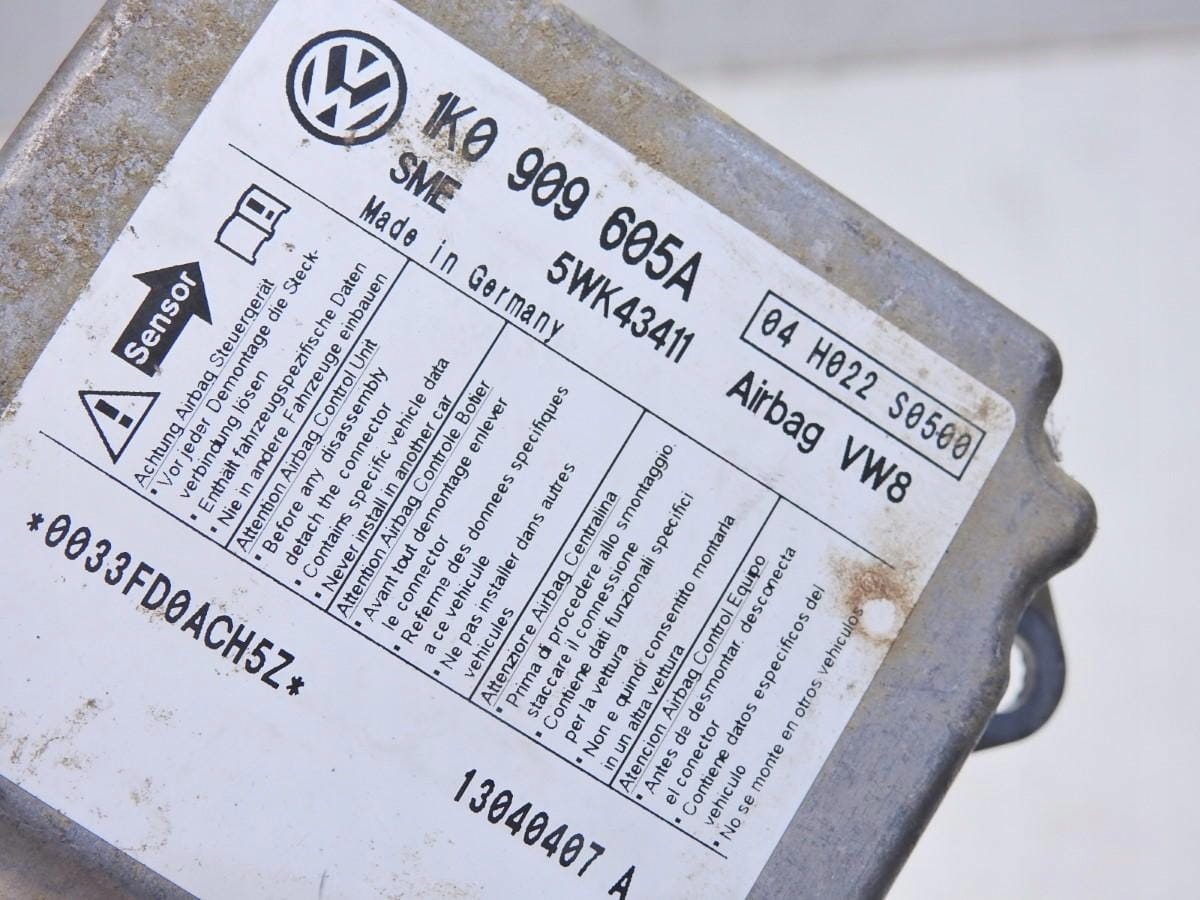 1K0 909 605A
SME
5WK43411
Made in Germany
04 H022 S0500
Airbag VW8
Sensor
Achtung Airbag Steuergerät
• Vor jeder Demontage die Steck-
verbindung lösen
• Enthält fahrzeugspezifische Daten
• Nie in andere Fahrzeuge einbauen
Attention Airbag Control Unit
• Before any disassembly
detach the connector
• Contains specific vehicle data
• Never install in another car
Attention Airbag Controle Botier
• Avant tout demontage enlever
le connector
• Referme des donnees specifiques
a ce vehicule
• Ne pas installer dans autres
vehicules
Attenzione Airbag Centralina
• Prima di procedere allo smontaggio.
staccare il connessione
• Contiene dati funzionali specifici
per la vettura
• Non e quindi consentito montarla
in un altra vettura
Atencion Airbag Control Equipo
• Antes de desmontar, desconecta
el conector
• Contiene datos especificos del
vehiculo
• No se monte en otros vehiculos
*0033FD0ACH5Z*
13040407 A